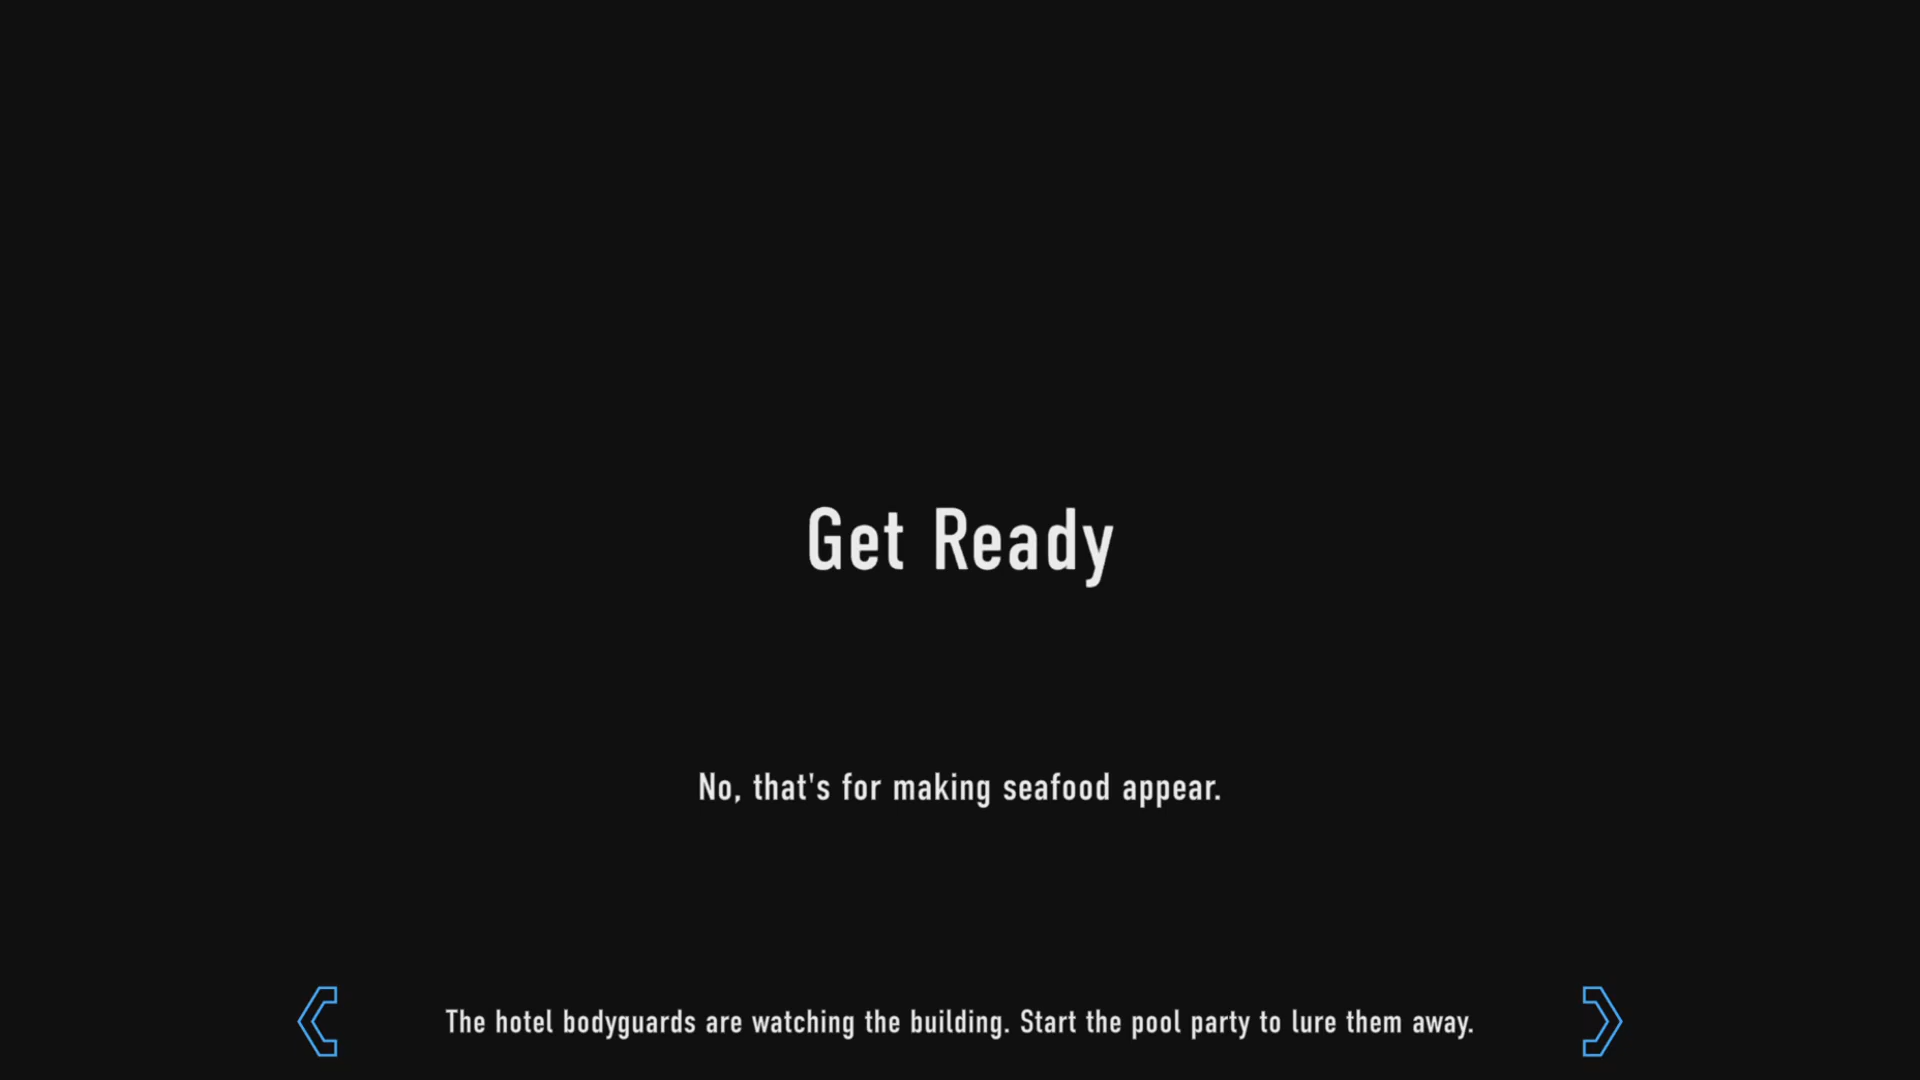 Get Ready
No, that's for making seafood appear.
The hotel bodyguards are watching the building. Start the pool party to lure them away.